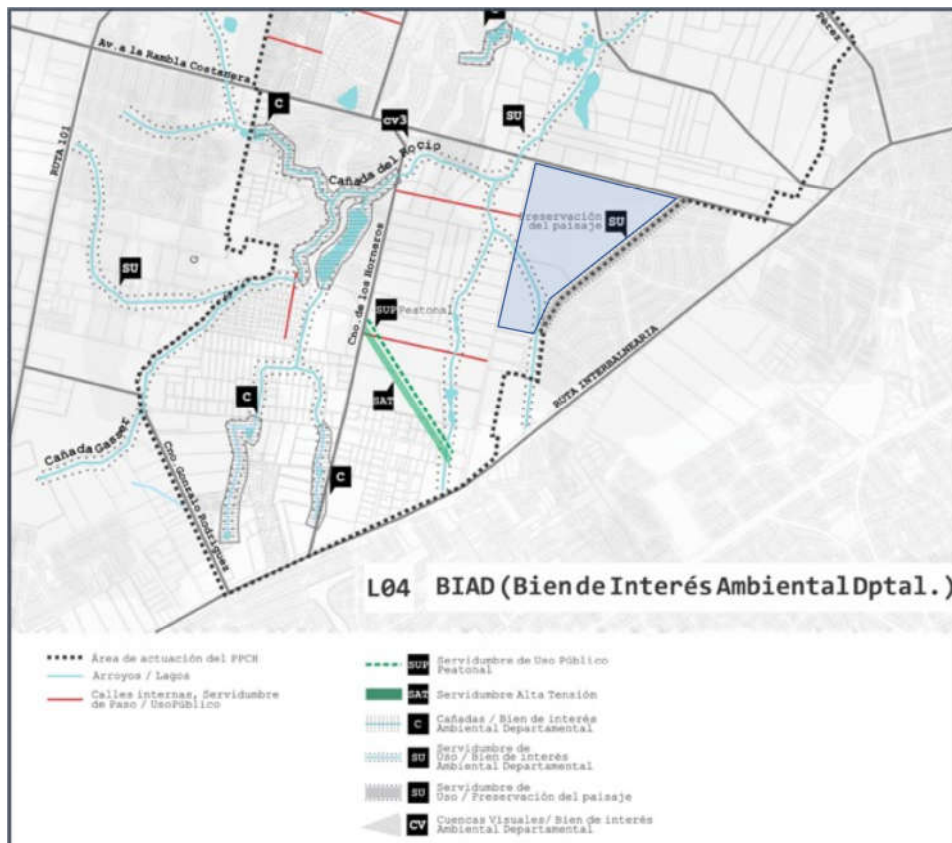 C
Av. a la Rambla Costanera
Perez
C
cv3
SU
RUTA 101
Cañada del Hocip
Preservación
del paisaje
SU
SU
Cno. de los Horneros
SUP Peatonal
RUTA INTERBALNEARIA
SAT
C
Cañada Gasser
C
Cno. Gonzalo Rodriguez
L04 BIAD (Bien de Interés Ambiental Dptal.)
Área de actuación del PPCH
Arroyos / Lagos
Calles internas, Servidumbre
de Paso / UsoPúblico
SUP Servidumbre de Uso Público
Peatonal
SAT Servidumbre Alta Tensión
C Cañadas / Bien de interés
Ambiental Departamental
SU Servidumbre de
Uso / Bien de interés
Ambiental Departamental
SU Servidumbre de
Uso / Preservación del paisaje
CV Cuencas Visuales/ Bien de interés
Ambiental Departamental